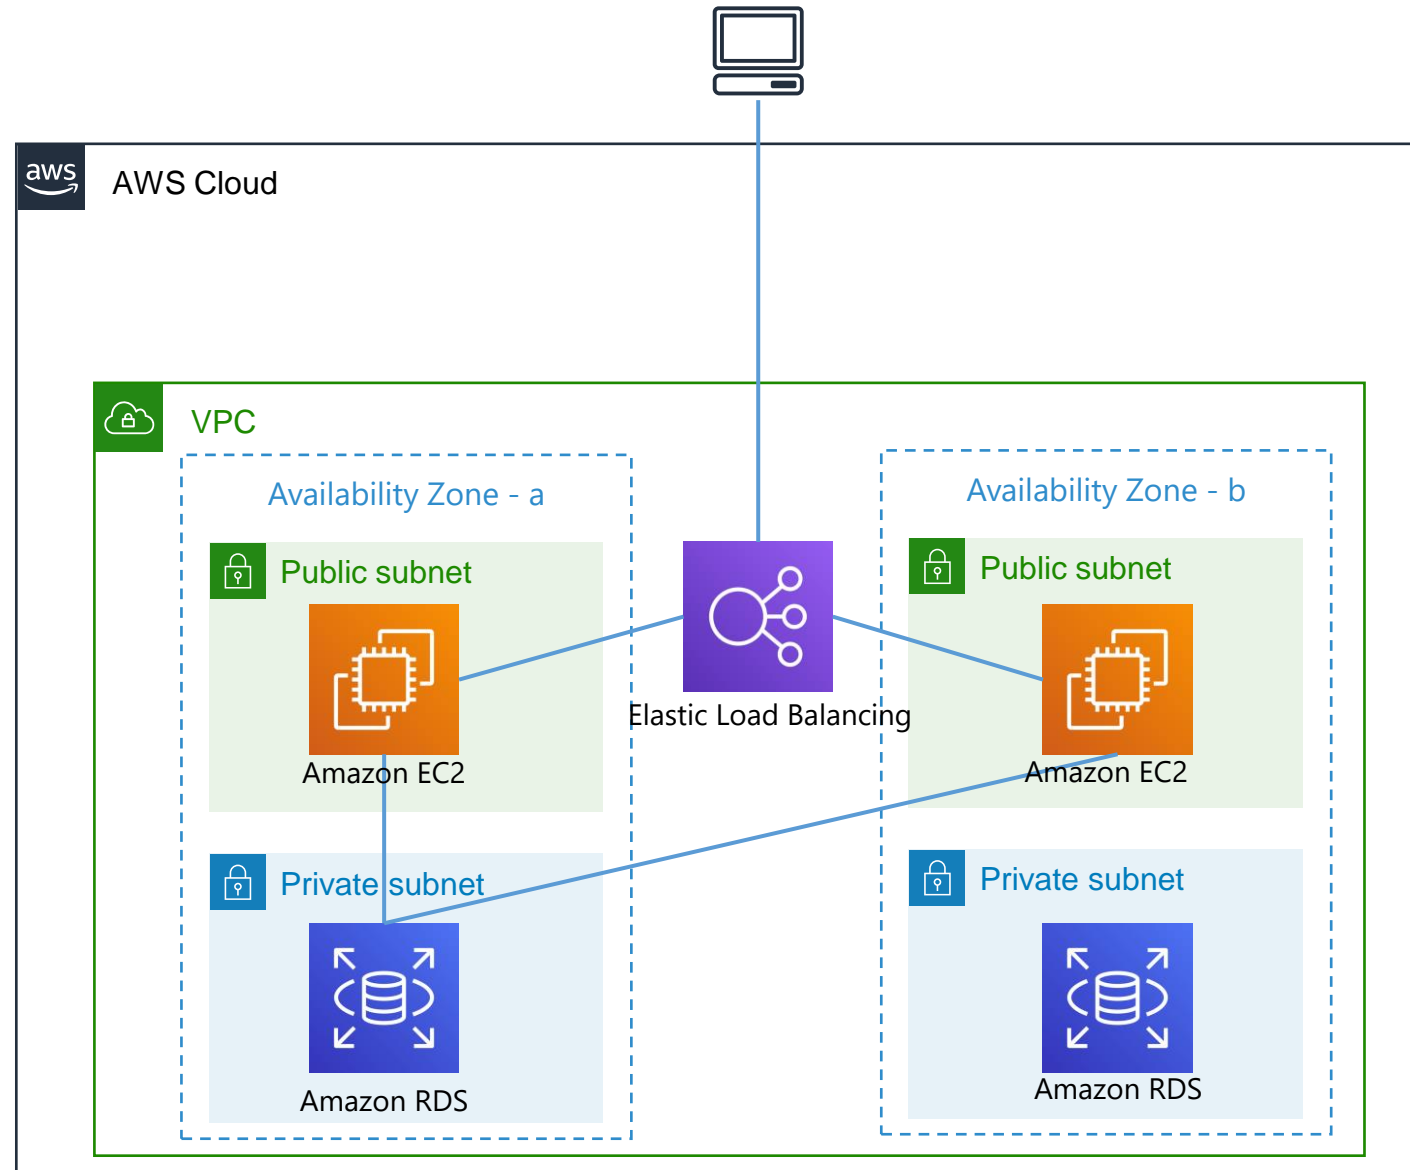 aws
AWS Cloud
VPC
Availability Zone - a
Availability Zone - b
Public subnet
Public subnet
Elastic Load Balancing
Amazon EC2
Amazon EC2
Private subnet
Private subnet
Amazon RDS
Amazon RDS